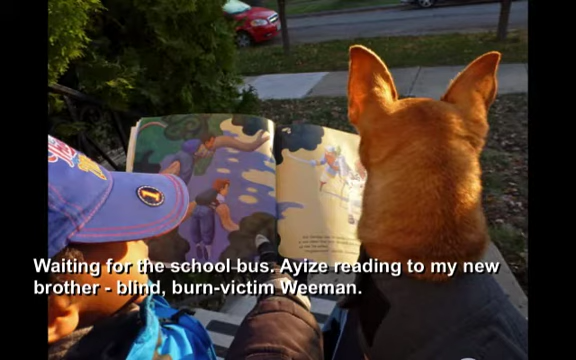 Waiting for the school bus. Ayize reading to my new
brother - blind, burn-victim Weeman.